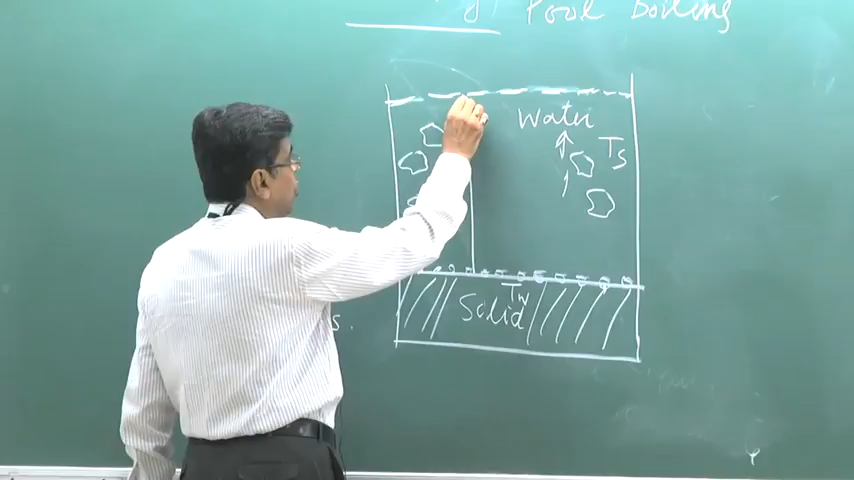 Pool Boiling
Water
Ts
Tw
Solid
s.